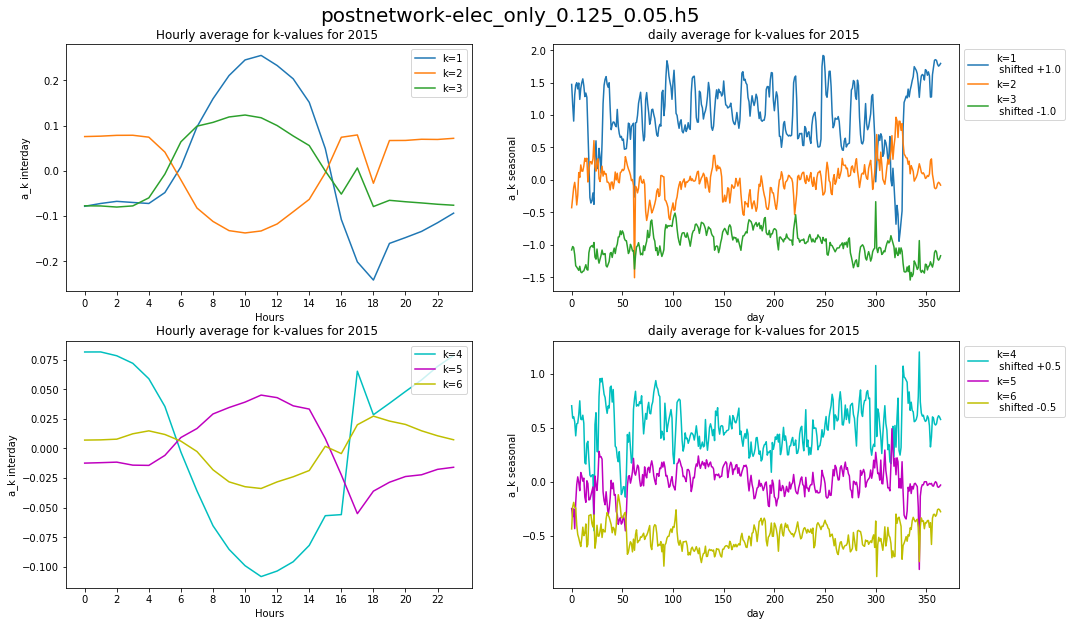 postnetwork-elec_only_0.125_0.05.h5
Hourly average for k-values for 2015
a_k interday
0.2
0.1
0.0
−0.1
−0.2
0 2 4 6 8 10 12 14 16 18 20 22
Hours
k=1
k=2
k=3
daily average for k-values for 2015
a_k seasonal
2.0
1.5
1.0
0.5
0.0
−0.5
−1.0
−1.5
0 50 100 150 200 250 300 350
day
k=1
shifted +1.0
k=2
k=3
shifted -1.0
Hourly average for k-values for 2015
a_k interday
0.075
0.050
0.025
0.000
−0.025
−0.050
−0.075
−0.100
0 2 4 6 8 10 12 14 16 18 20 22
Hours
k=4
k=5
k=6
daily average for k-values for 2015
a_k seasonal
1.0
0.5
0.0
−0.5
0 50 100 150 200 250 300 350
day
k=4
shifted +0.5
k=5
k=6
shifted -0.5